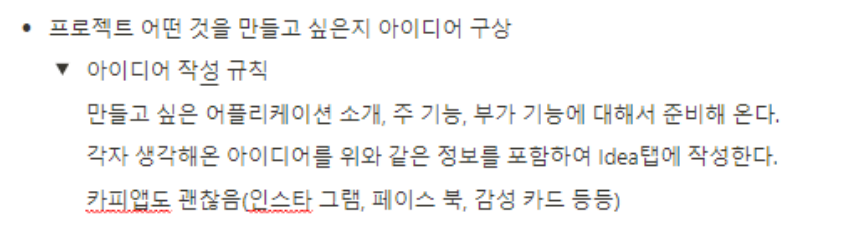 • 프로젝트 어떤 것을 만들고 싶은지 아이디어 구상
▼ 아이디어 작성 규칙
만들고 싶은 어플리케이션 소개, 주 기능, 부가 기능에 대해서 준비해 온다.
각자 생각해온 아이디어를 위와 같은 정보를 포함하여 Idea탭에 작성한다.
카피앱도 괜찮음(인스타 그램, 페이스 북, 감성 카드 등등)